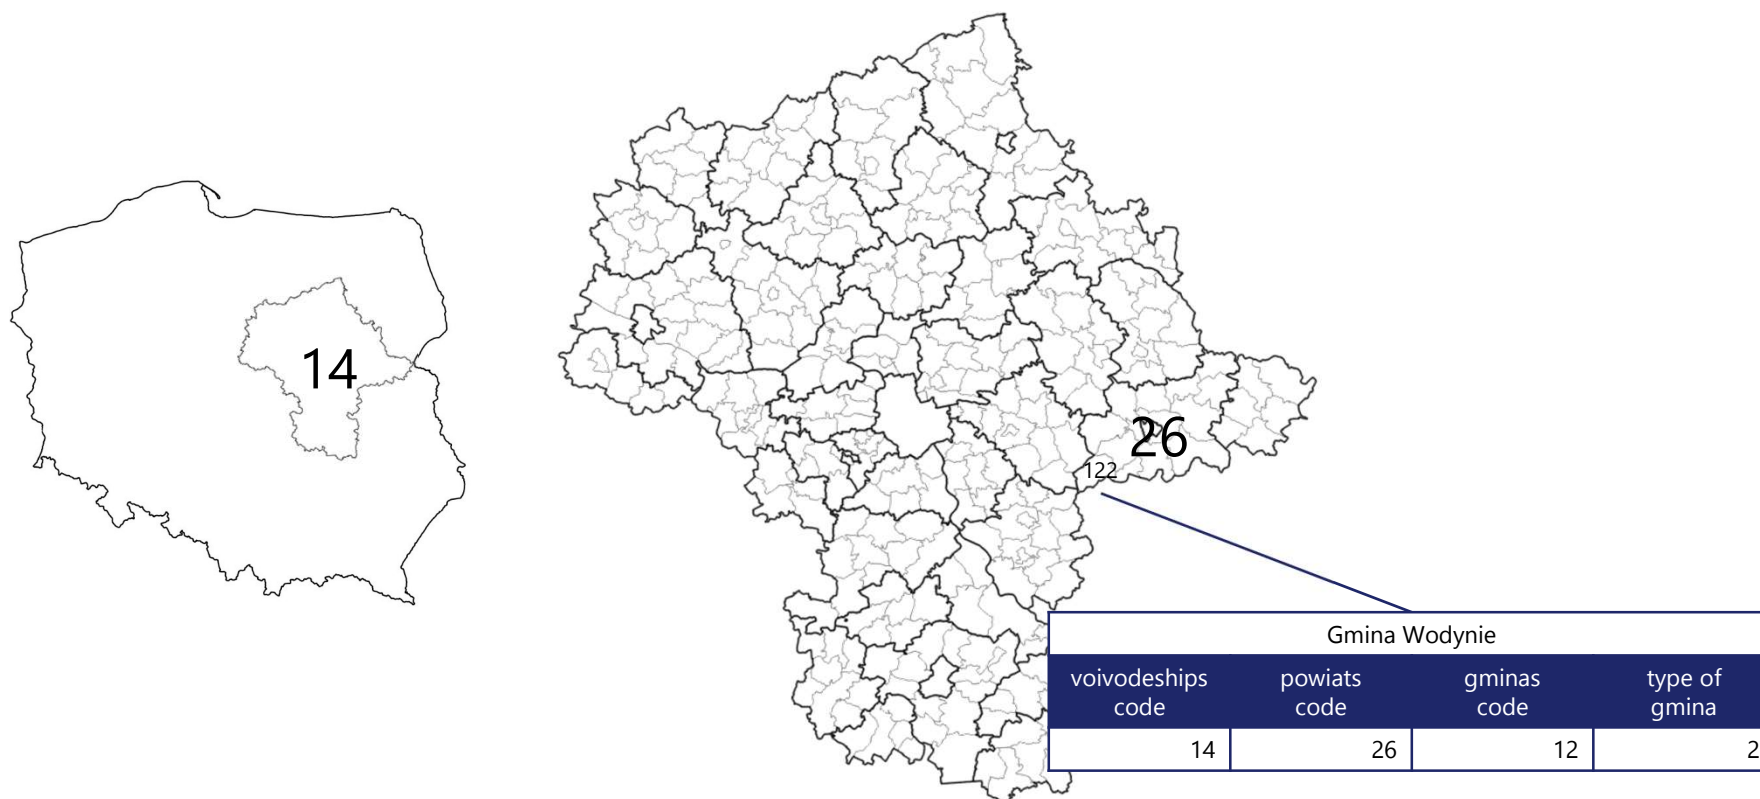 14
26
122
Gmina Wodynie
voivodeships code
powiats code
gminas code
type of gmina
14
26
12
2